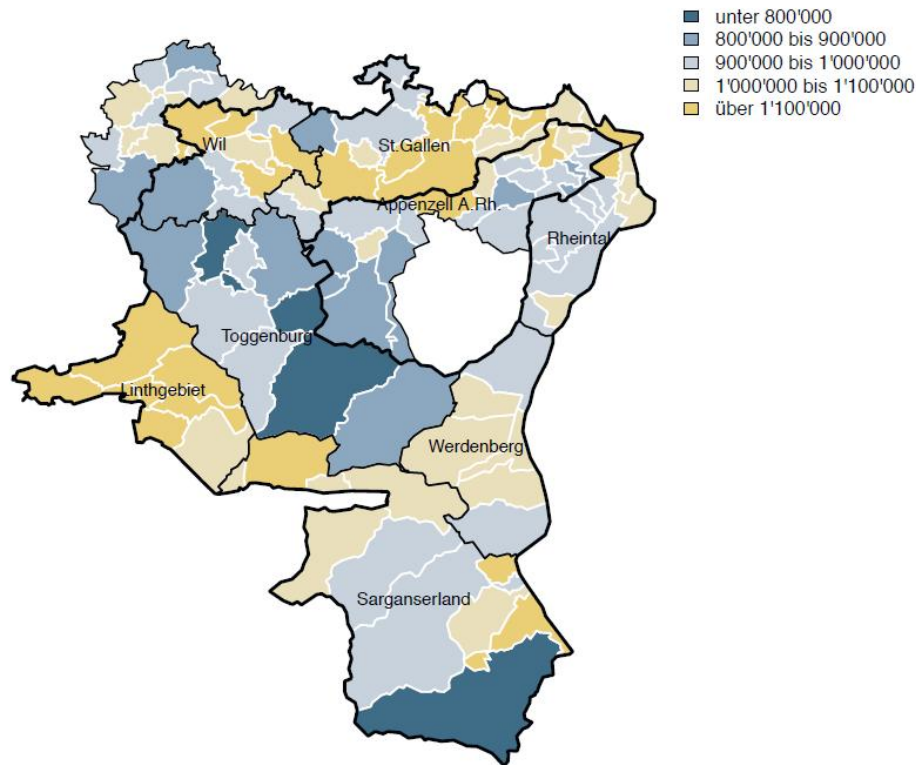 unter 800'000
800'000 bis 900'000
900'000 bis 1'000'000
1'000'000 bis 1'100'000
über 1'100'000
Wil
St.Gallen
Appenzell A.Rh.
Rheintal
Toggenburg
Linthgebiet
Werdenberg
Sarganserland